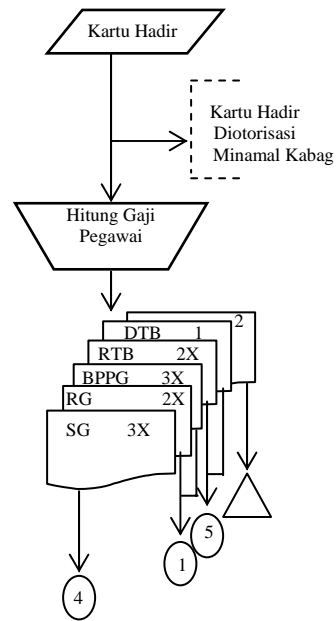 Kartu Hadir
Kartu Hadir
Diotorisasi
Minamal Kabag
Hitung Gaji
Pegawai
2
DTB 1
RTB 2X
BPPG 3X
RG 2X
SG 3X
5
1
4